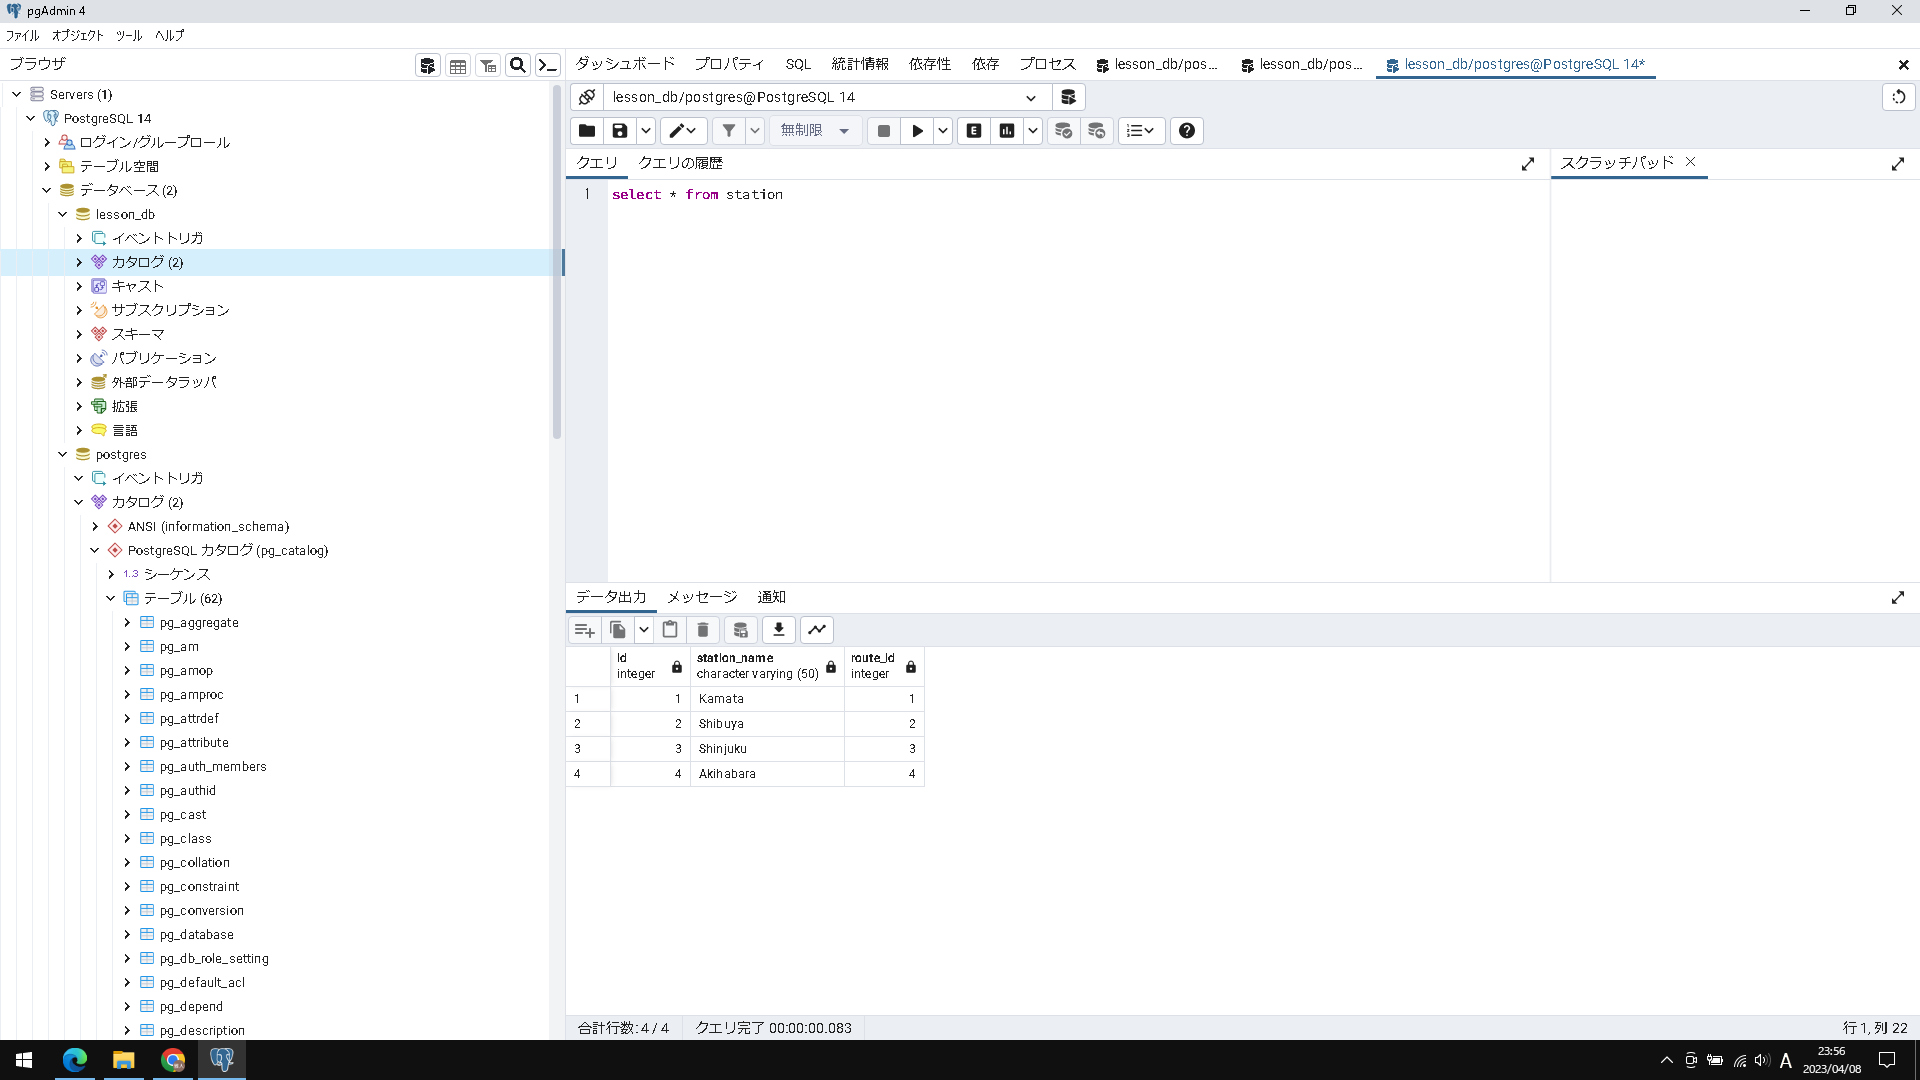 pgAdmin 4
ファイル オブジェクト ツール ヘルプ
ブラウザ
Servers (1)
PostgreSQL 14
ログイン/グループロール
テーブル空間
データベース (2)
lesson_db
イベントトリガ
カタログ (2)
キャスト
サブスクリプション
スキーマ
パブリケーション
外部データラッパ
拡張
言語
postgres
イベントトリガ
カタログ (2)
ANSI (information_schema)
PostgreSQL カタログ (pg_catalog)
1.3 シーケンス
テーブル (62)
pg_aggregate
pg_am
pg_amop
pg_amproc
pg_attrdef
pg_attribute
pg_auth_members
pg_authid
pg_cast
pg_class
pg_collation
pg_constraint
pg_conversion
pg_database
pg_db_role_setting
pg_default_acl
pg_depend
pg_description
ダッシュボード プロパティ SQL 統計情報 依存性 依存 プロセス lesson_db/pos... lesson_db/pos... lesson_db/postgres@PostgreSQL 14*
lesson_db/postgres@PostgreSQL 14
無制限 E
クエリ クエリの履歴 スクラッチパッド
1 select * from station
データ出力 メッセージ 通知
id station_name route_id
integer character varying (50) integer
1 1 Kamata 1
2 2 Shibuya 2
3 3 Shinjuku 3
4 4 Akihabara 4
合計行数: 4 / 4 クエリ完了 00:00:00.083 行 1, 列 22
A 23:56
2023/04/08